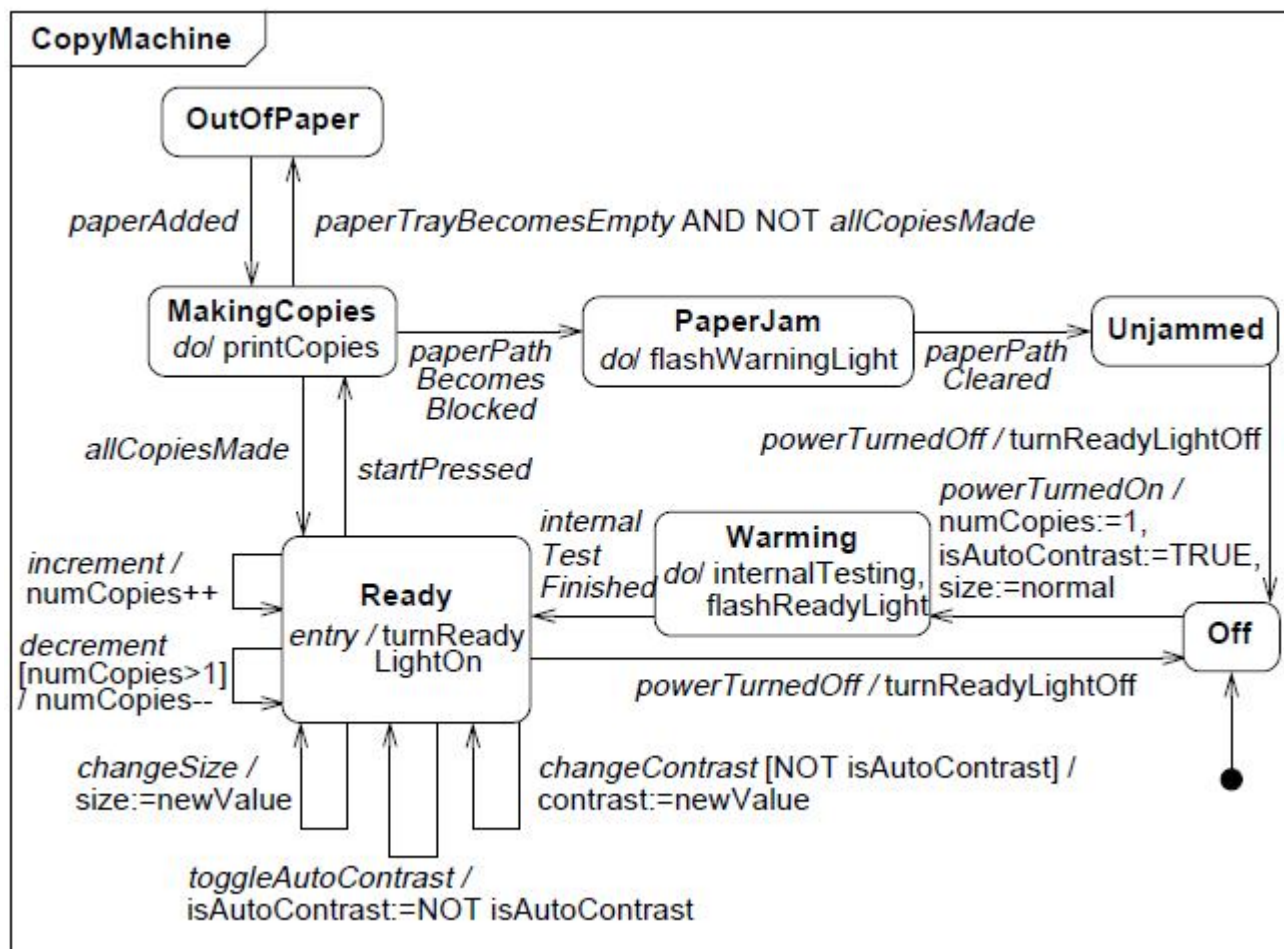 CopyMachine
OutOfPaper
paperAdded
paperTrayBecomesEmpty AND NOT allCopiesMade
MakingCopies
do/ printCopies
paperPath
Becomes
Blocked
PaperJam
do/ flashWarningLight
paperPath
Cleared
Unjammed
allCopiesMade
startPressed
powerTurnedOff / turnReadyLightOff
powerTurnedOn /
numCopies:=1,
isAutoContrast:=TRUE,
size:=normal
internal
Test
Finished
Warming
do/ internalTesting,
flashReadyLight
Off
increment /
numCopies++
decrement
[numCopies>1]
/ numCopies--
Ready
entry / turnReady
LightOn
powerTurnedOff / turnReadyLightOff
changeSize /
size:=newValue
changeContrast [NOT isAutoContrast] /
contrast:=newValue
toggleAutoContrast /
isAutoContrast:=NOT isAutoContrast